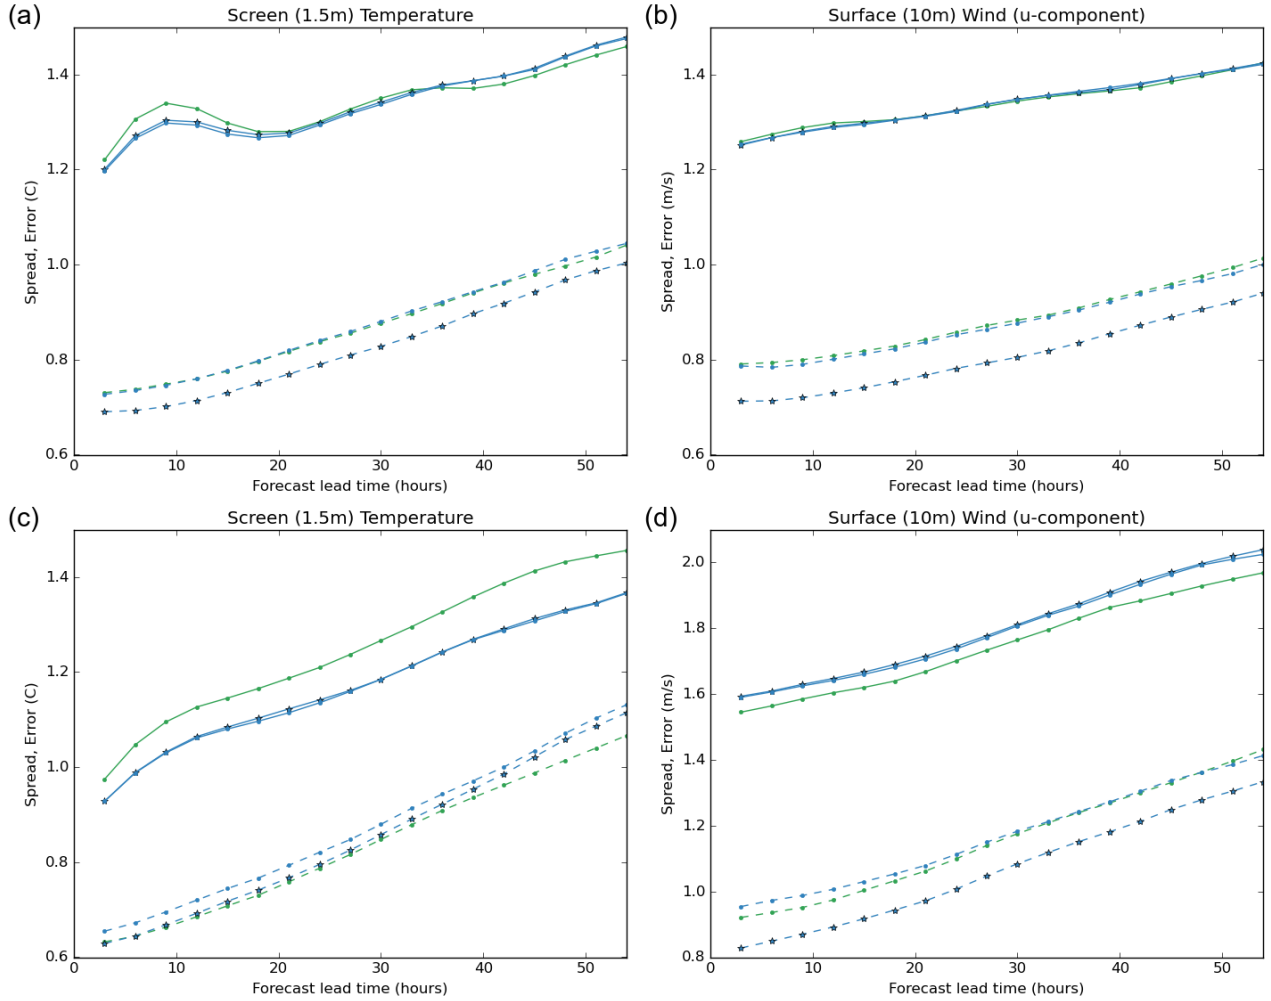 (a)
Screen (1.5m) Temperature
Spread, Error (C)
1.4
1.2
1.0
0.8
0.6
0 10 20 30 40 50
Forecast lead time (hours)
(b)
Surface (10m) Wind (u-component)
Spread, Error (m/s)
1.4
1.2
1.0
0.8
0.6
0 10 20 30 40 50
Forecast lead time (hours)
(c)
Screen (1.5m) Temperature
Spread, Error (C)
1.4
1.2
1.0
0.8
0.6
0 10 20 30 40 50
Forecast lead time (hours)
(d)
Surface (10m) Wind (u-component)
Spread, Error (m/s)
2.0
1.8
1.6
1.4
1.2
1.0
0.8
0 10 20 30 40 50
Forecast lead time (hours)